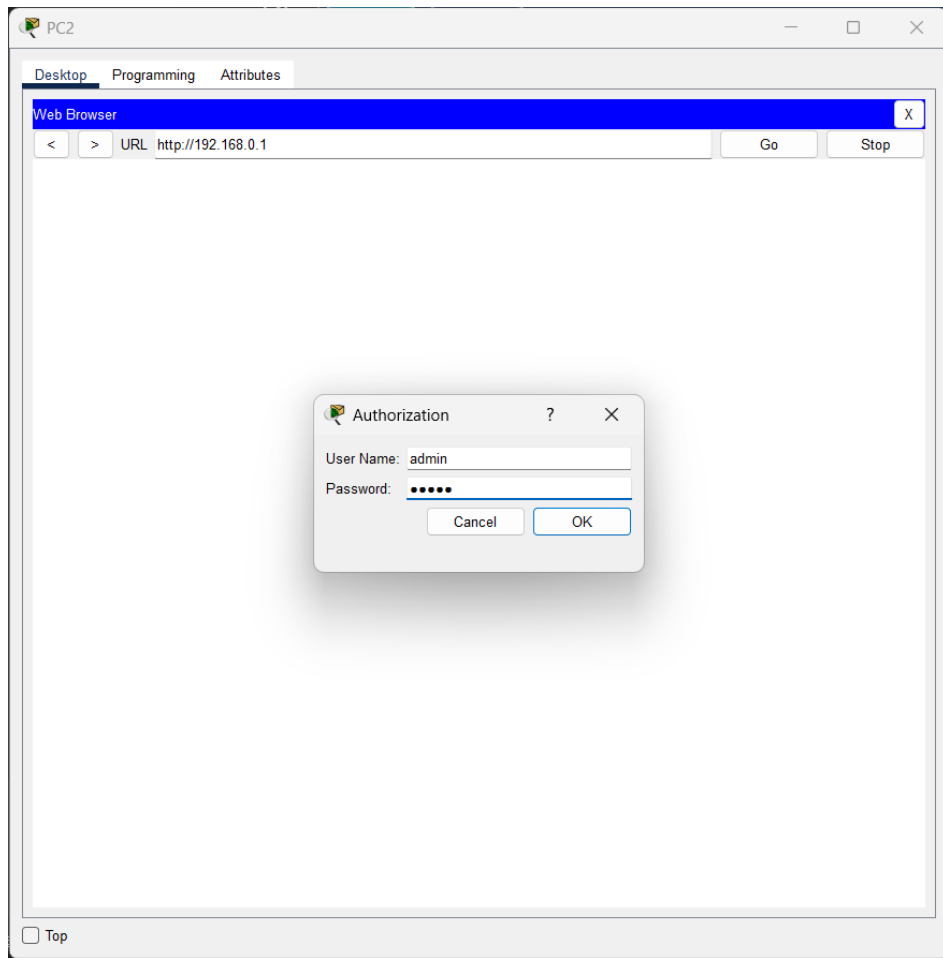 PC2
Desktop Programming Attributes
Web Browser X
< > URL http://192.168.0.1 Go Stop
Authorization ? ×
User Name: admin
Password: •••••
Cancel OK
Top